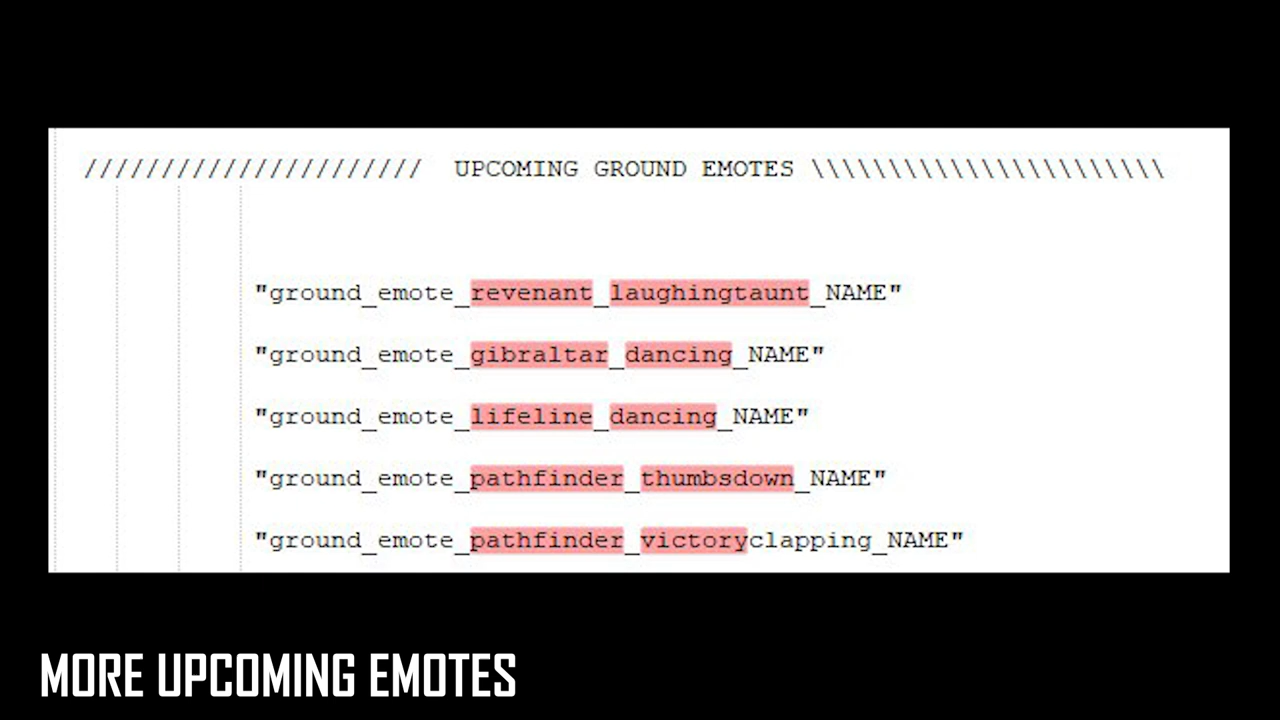 ////////////////////// UPCOMING GROUND EMOTES \\\\\\\\\\\\\\\\\\\\\\\
"ground_emote_revenant_laughingtaunt_NAME"
"ground_emote_gibraltar_dancing_NAME"
"ground_emote_lifeline_dancing_NAME"
"ground_emote_pathfinder_thumbsdown_NAME"
"ground_emote_pathfinder_victoryclapping_NAME"
MORE UPCOMING EMOTES